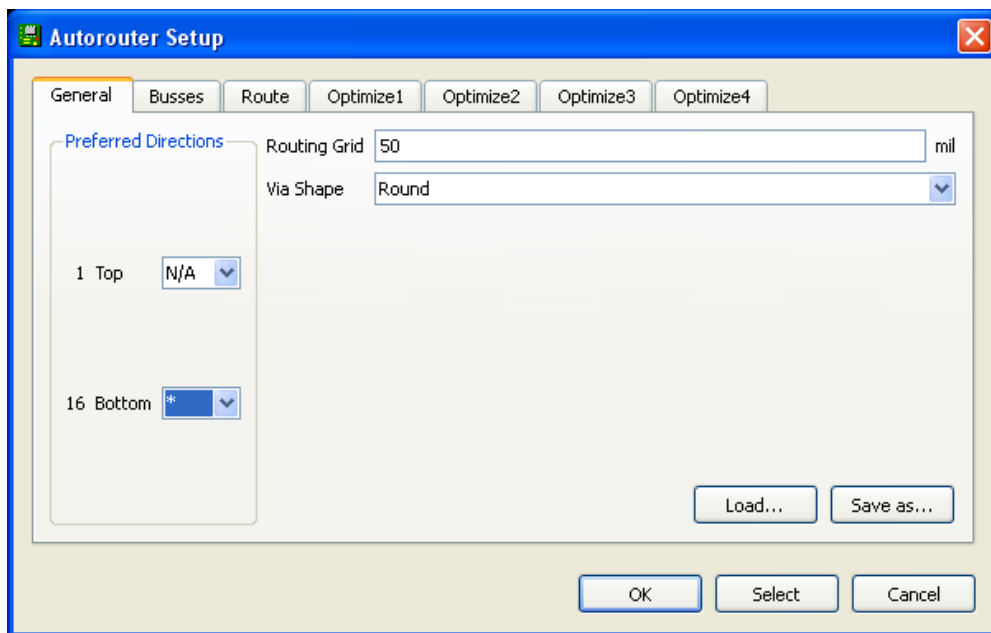 Autorouter Setup
General Busses Route Optimize1 Optimize2 Optimize3 Optimize4
Preferred Directions
Routing Grid 50 mil
Via Shape Round
1 Top N/A
16 Bottom *
Load... Save as...
OK Select Cancel